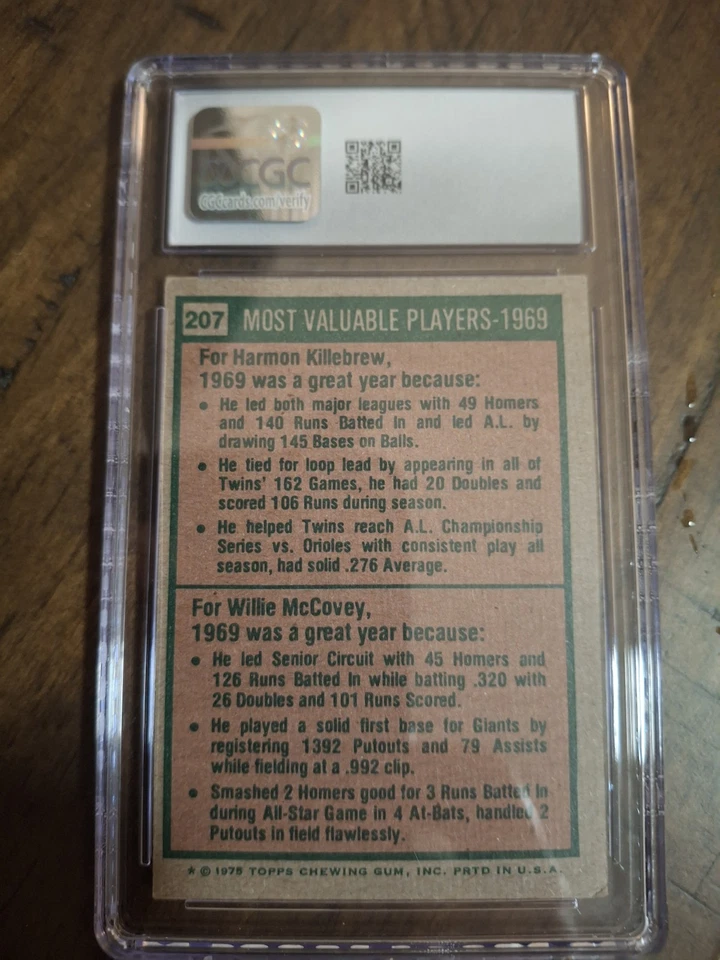 CGC
CGCcards.com/verify
207 MOST VALUABLE PLAYERS-1969
For Harmon Killebrew,
1969 was a great year because:
• He led both major leagues with 49 Homers
and 140 Runs Batted In and led A.L. by
drawing 145 Bases on Balls.
• He tied for loop lead by appearing in all of
Twins' 162 Games, he had 20 Doubles and
scored 106 Runs during season.
• He helped Twins reach A.L. Championship
Series vs. Orioles with consistent play all
season, had solid .276 Average.
For Willie McCovey,
1969 was a great year because:
• He led Senior Circuit with 45 Homers and
126 Runs Batted In while batting .320 with
26 Doubles and 101 Runs Scored.
• He played a solid first base for Giants by
registering 1392 Putouts and 79 Assists
while fielding at a .992 clip.
• Smashed 2 Homers good for 3 Runs Batted In
during All-Star Game in 4 At-Bats, handled 2
Putouts in field flawlessly.
* © 1975 TOPPS CHEWING GUM, INC. PRTD IN U.S.A.